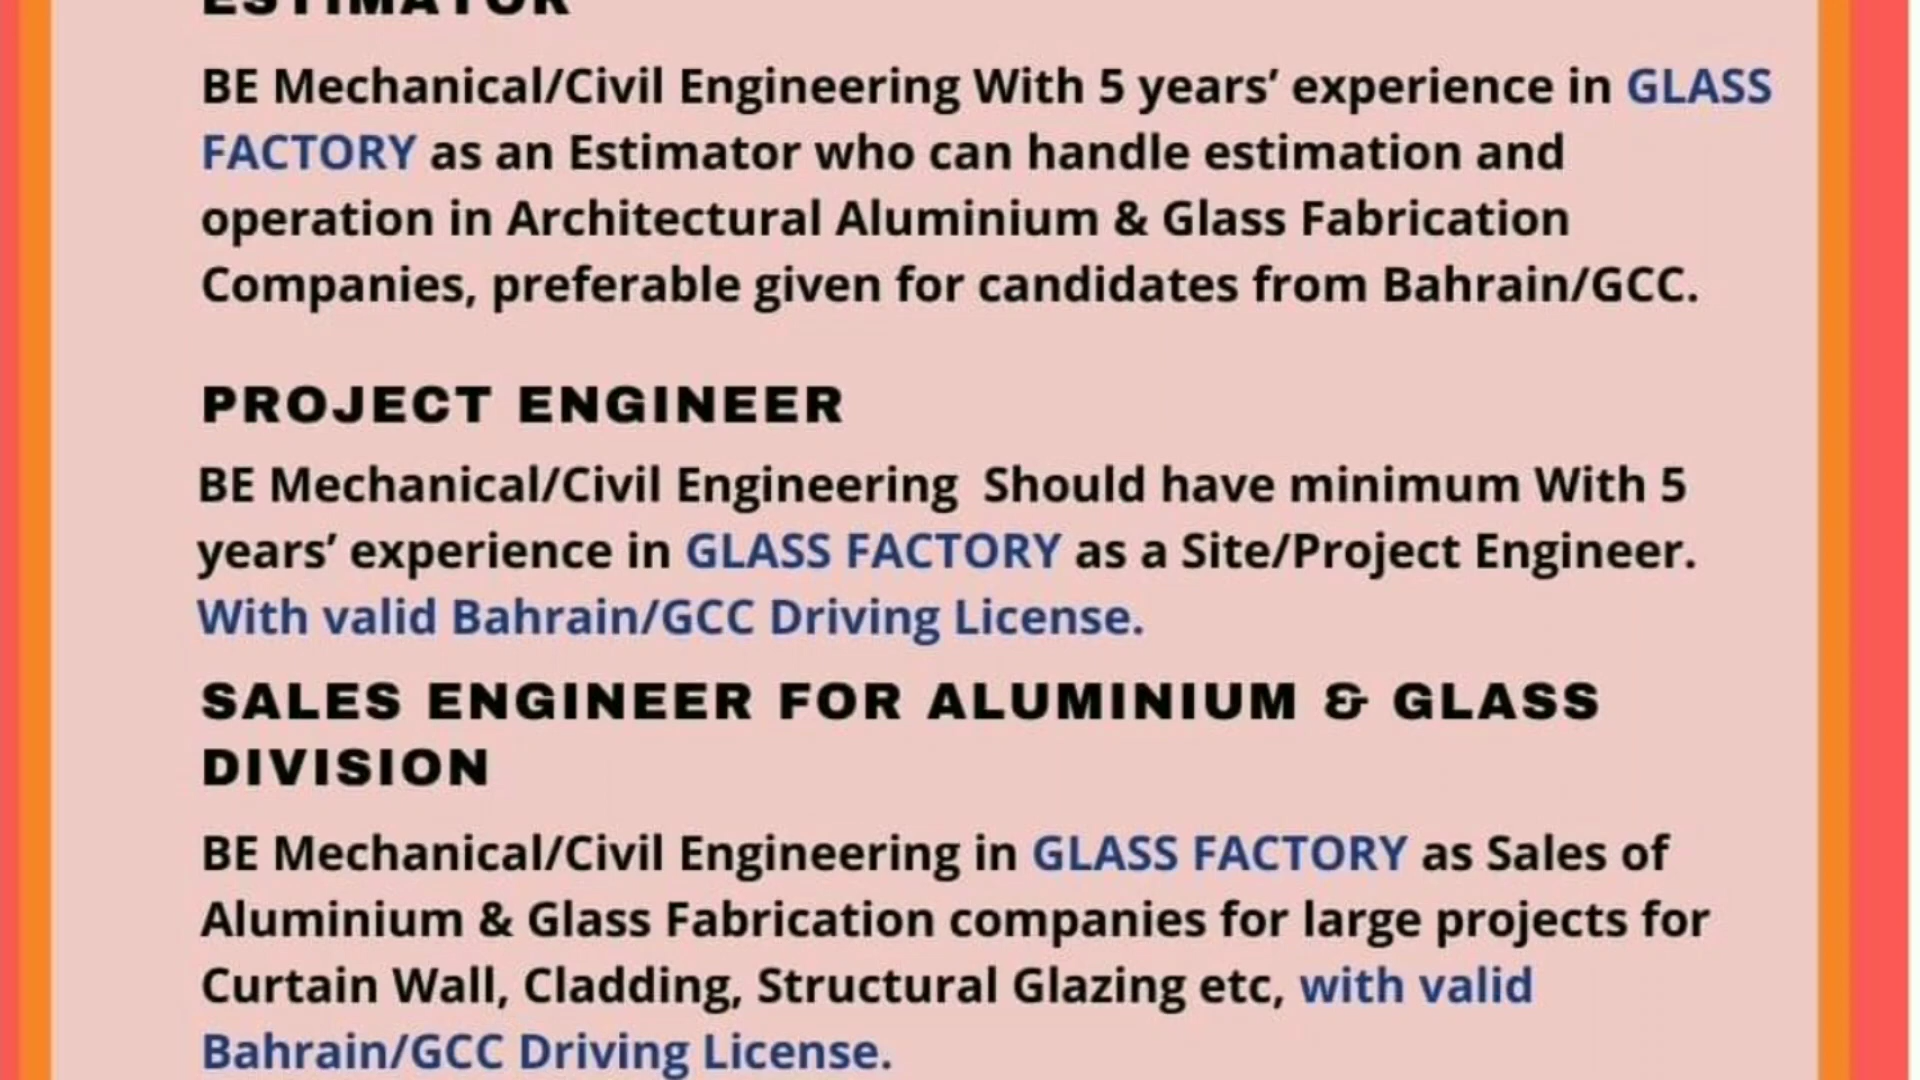 ESTIMATOR
BE Mechanical/Civil Engineering With 5 years’ experience in GLASS
FACTORY as an Estimator who can handle estimation and
operation in Architectural Aluminium & Glass Fabrication
Companies, preferable given for candidates from Bahrain/GCC.
PROJECT ENGINEER
BE Mechanical/Civil Engineering  Should have minimum With 5
years’ experience in GLASS FACTORY as a Site/Project Engineer.
With valid Bahrain/GCC Driving License.
SALES ENGINEER FOR ALUMINIUM & GLASS
DIVISION
BE Mechanical/Civil Engineering in GLASS FACTORY as Sales of
Aluminium & Glass Fabrication companies for large projects for
Curtain Wall, Cladding, Structural Glazing etc, with valid
Bahrain/GCC Driving License.